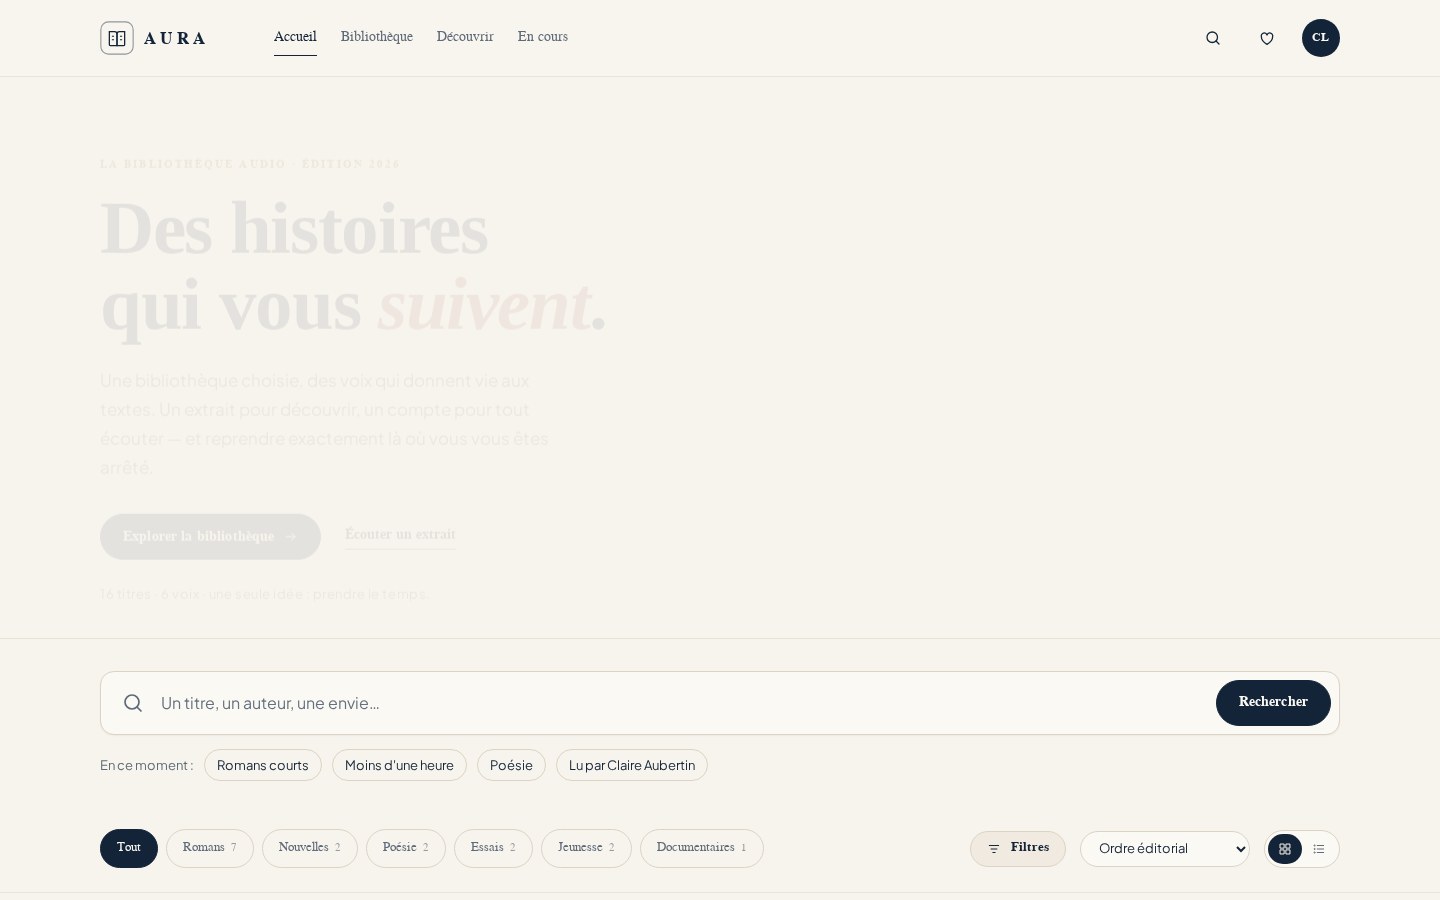 AURA
Accueil
Bibliothèque
Découvrir
En cours
CL
LA BIBLIOTHÈQUE AUDIO · ÉDITION 2026
Des histoires
qui vous suivent.
Une bibliothèque choisie, des voix qui donnent vie aux
textes. Un extrait pour découvrir, un compte pour tout
écouter — et reprendre exactement là où vous vous êtes
arrêté.
Explorer la bibliothèque →
Écouter un extrait
16 titres · 6 voix · une seule idée : prendre le temps.
Un titre, un auteur, une envie…
Rechercher
En ce moment :
Romans courts
Moins d'une heure
Poésie
Lu par Claire Aubertin
Tout
Romans 7
Nouvelles 2
Poésie 2
Essais 2
Jeunesse 2
Documentaires 1
Filtres
Ordre éditorial